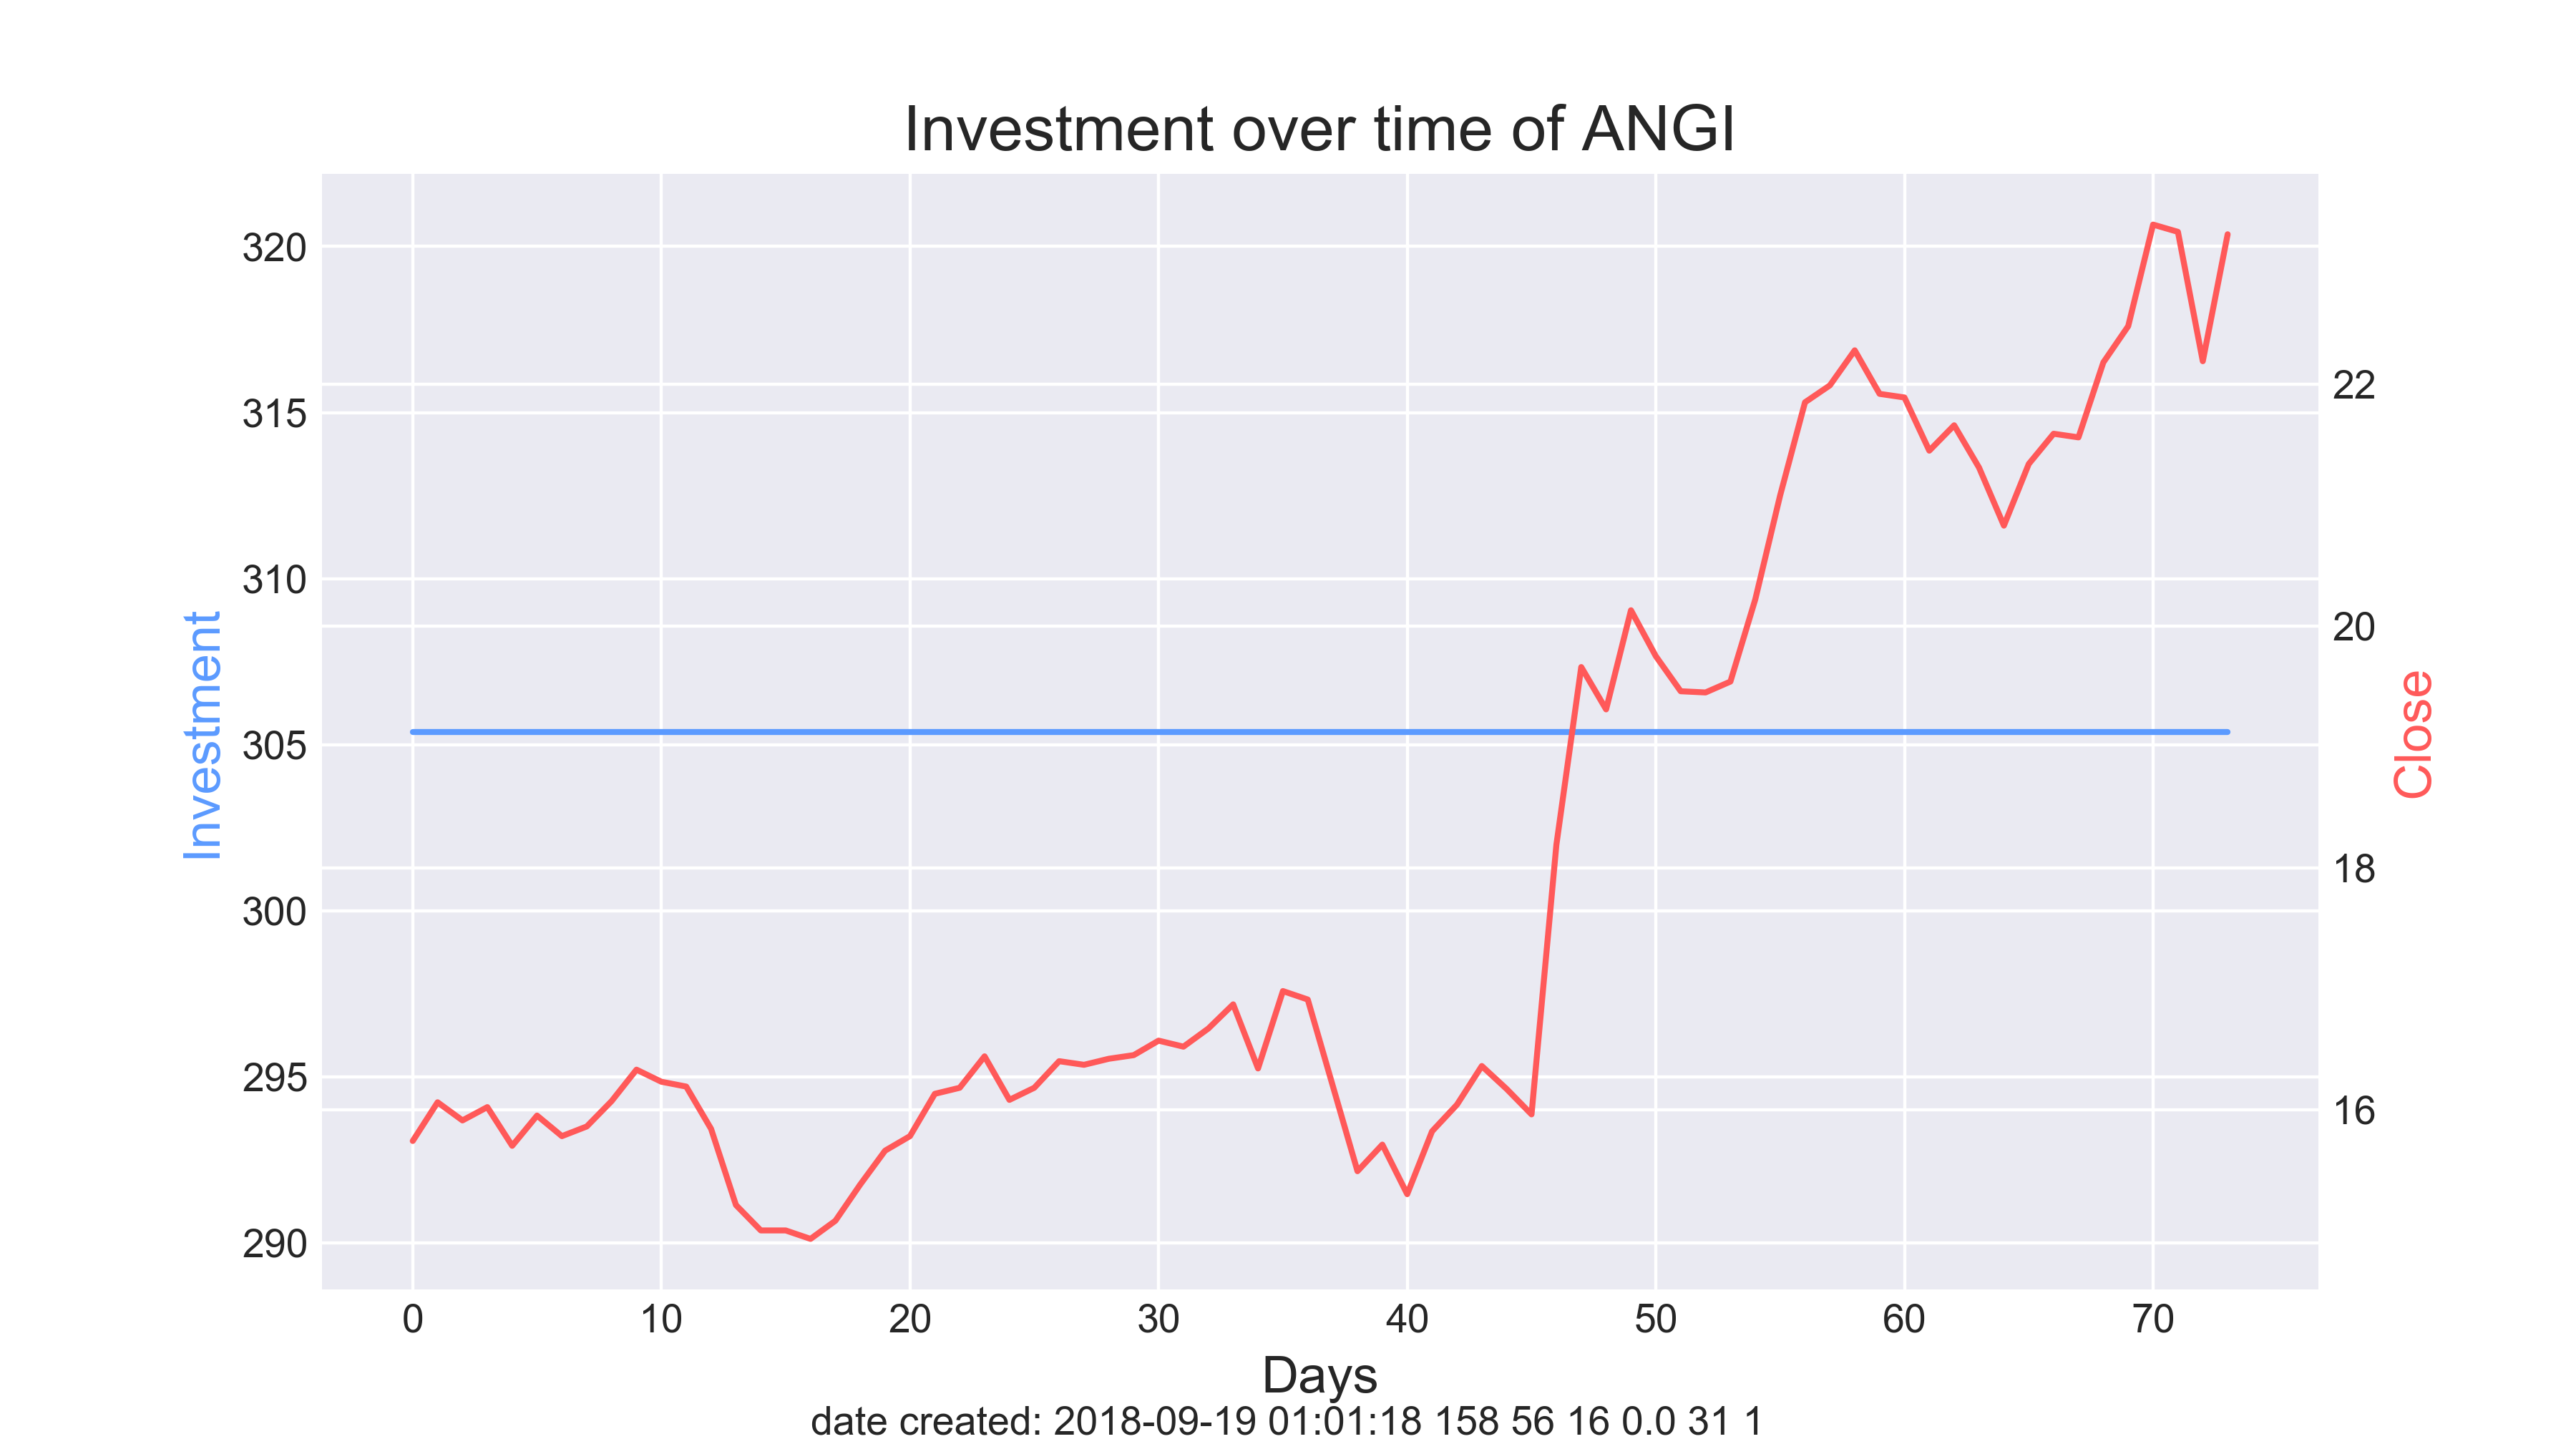 Investment over time of ANGI
320
315
310
305
300
295
290
Investment
22
20
18
16
Close
0 10 20 30 40 50 60 70
Days
date created: 2018-09-19 01:01:18 158 56 16 0.0 31 1